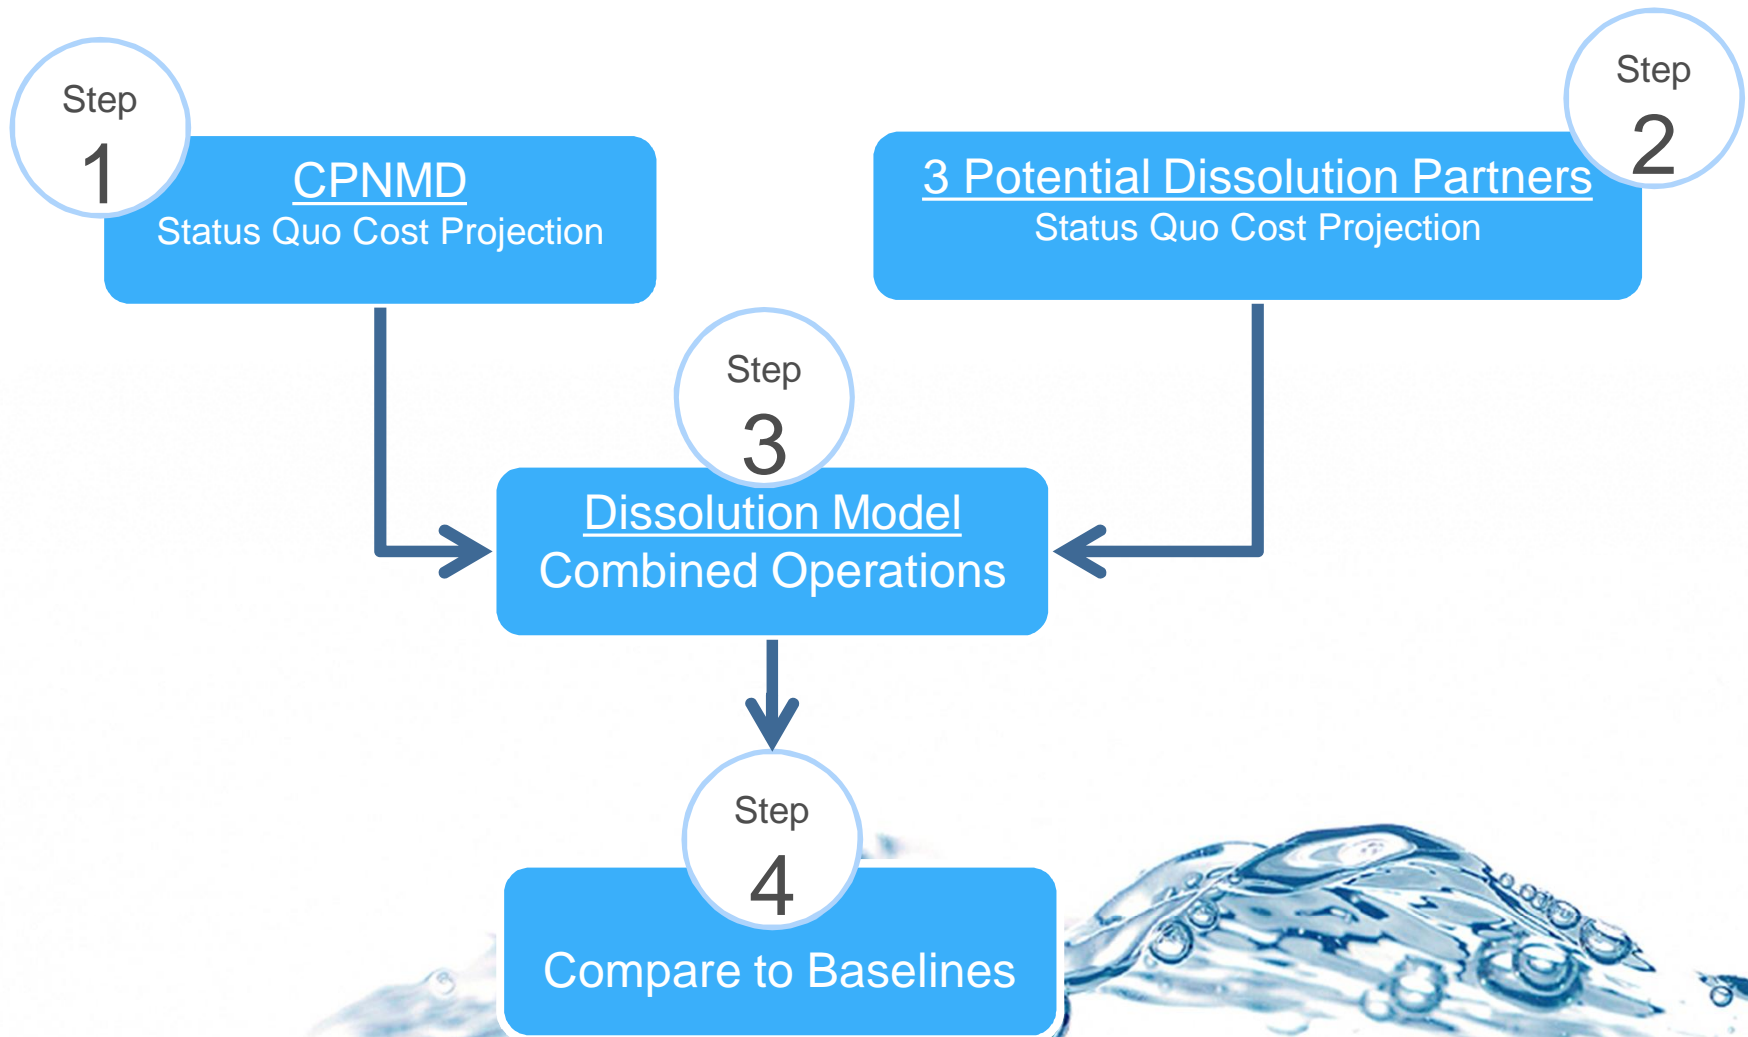 Step
1
CPNMD
Status Quo Cost Projection
Step
2
3 Potential Dissolution Partners
Status Quo Cost Projection
Step
3
Dissolution Model
Combined Operations
Step
4
Compare to Baselines